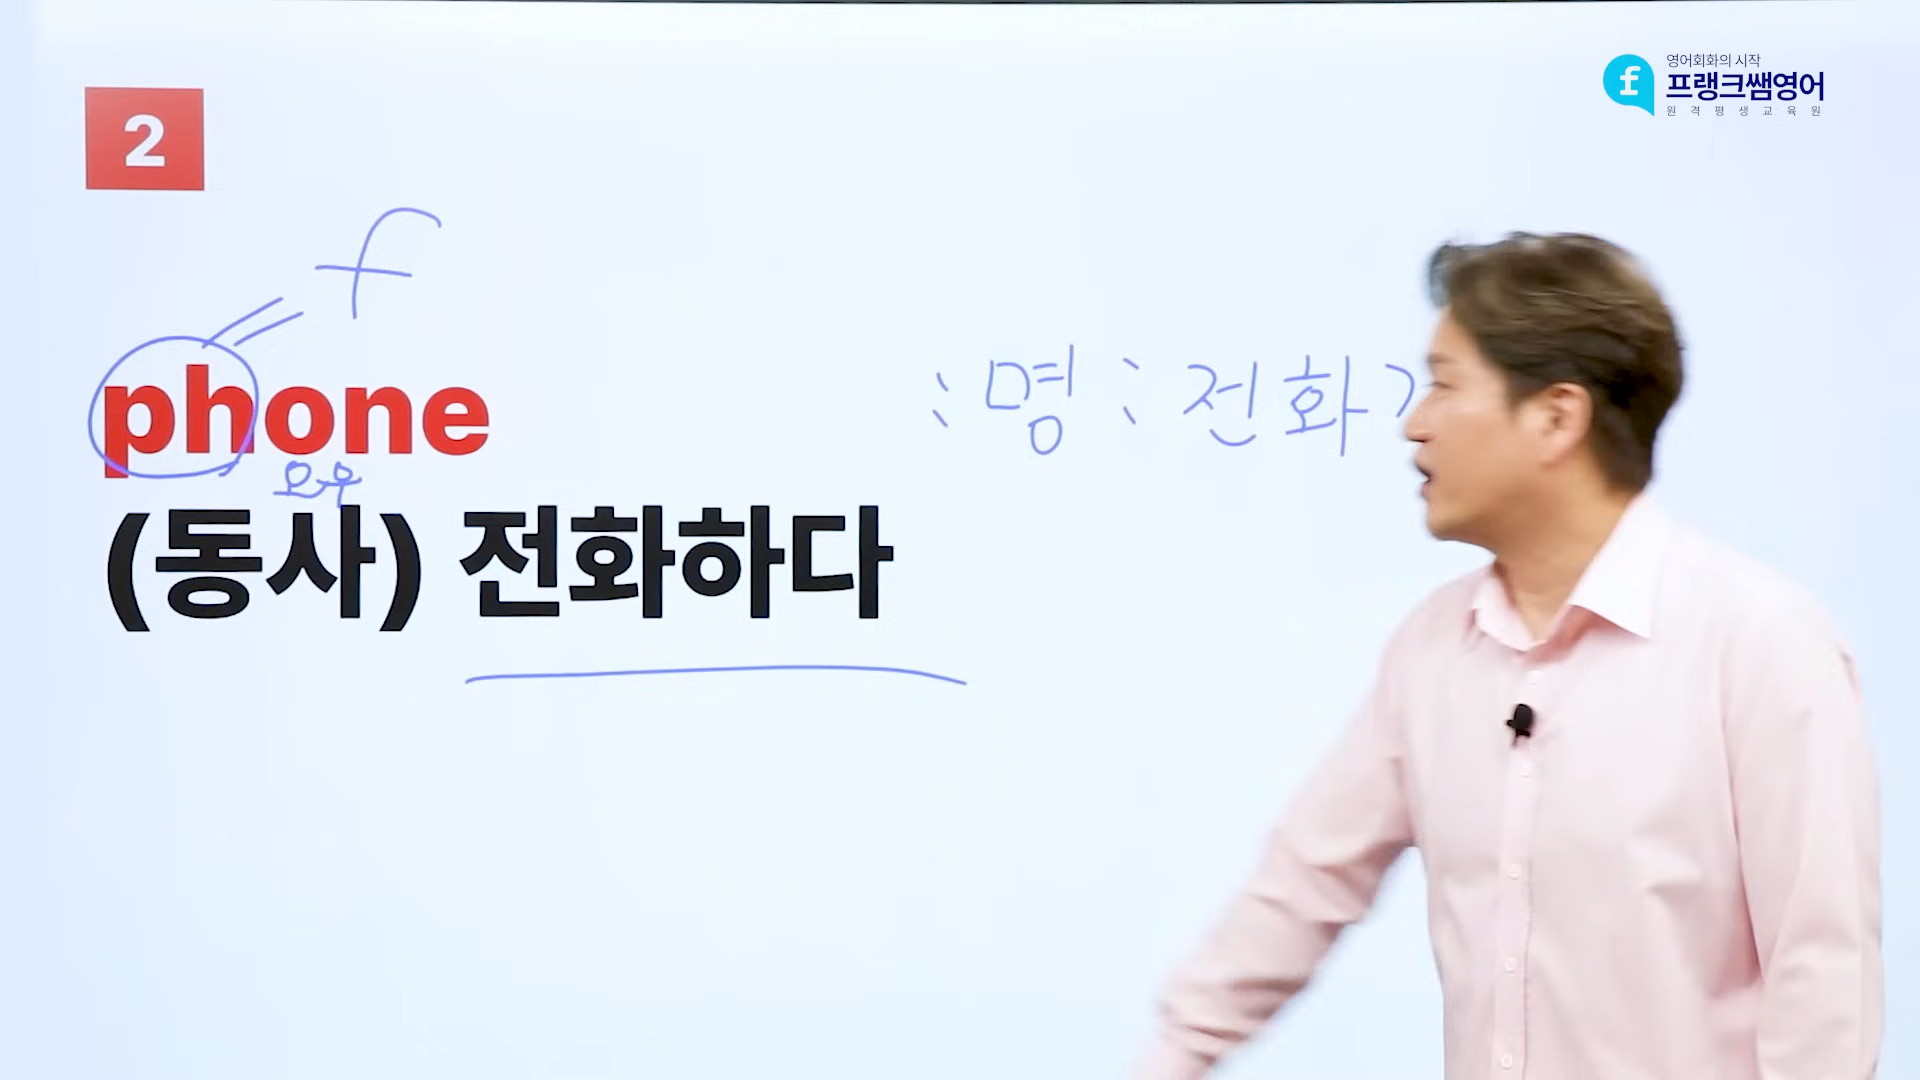 영어회화의 시작
프랭크쌤영어
원격평생교육원
2
f
phone
: 명 : 전화
오우
(동사) 전화하다